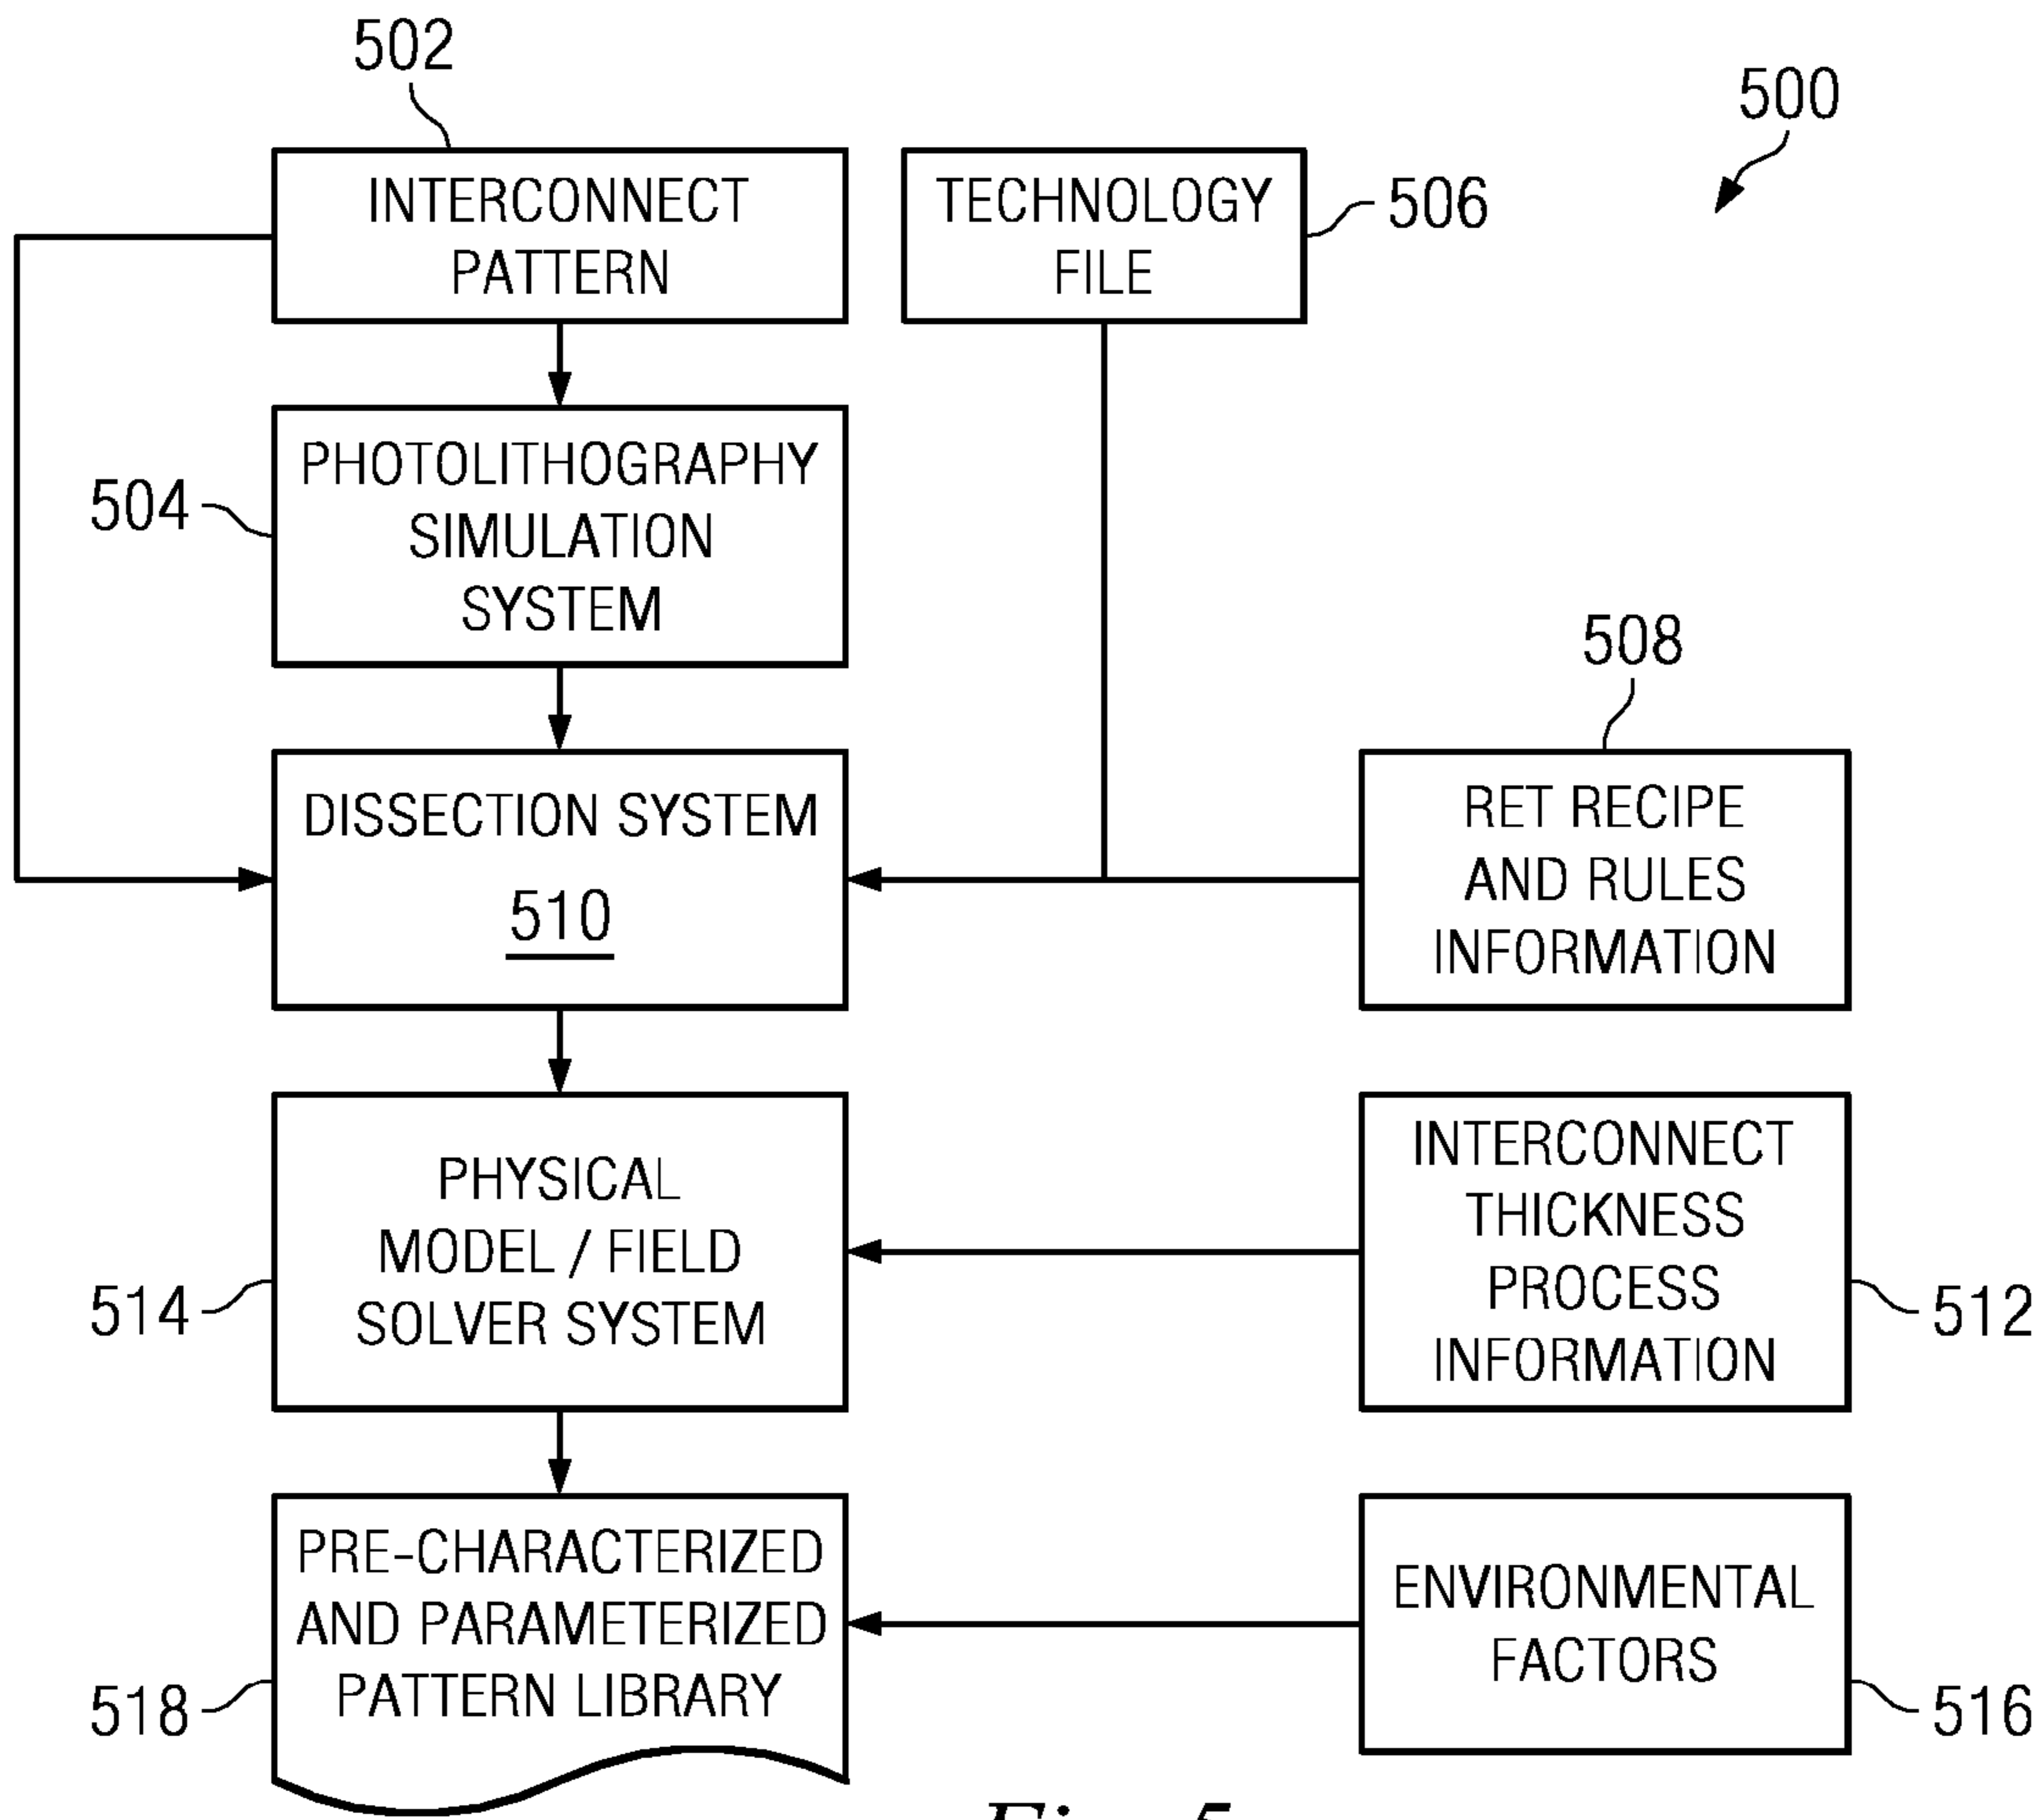 502
500
INTERCONNECT
PATTERN
TECHNOLOGY
FILE
506
PHOTOLITHOGRAPHY
SIMULATION
SYSTEM
504
508
DISSECTION SYSTEM
510
RET RECIPE
AND RULES
INFORMATION
PHYSICAL
MODEL / FIELD
SOLVER SYSTEM
514
INTERCONNECT
THICKNESS
PROCESS
INFORMATION
512
PRE-CHARACTERIZED
AND PARAMETERIZED
PATTERN LIBRARY
518
ENVIRONMENTAL
FACTORS
516